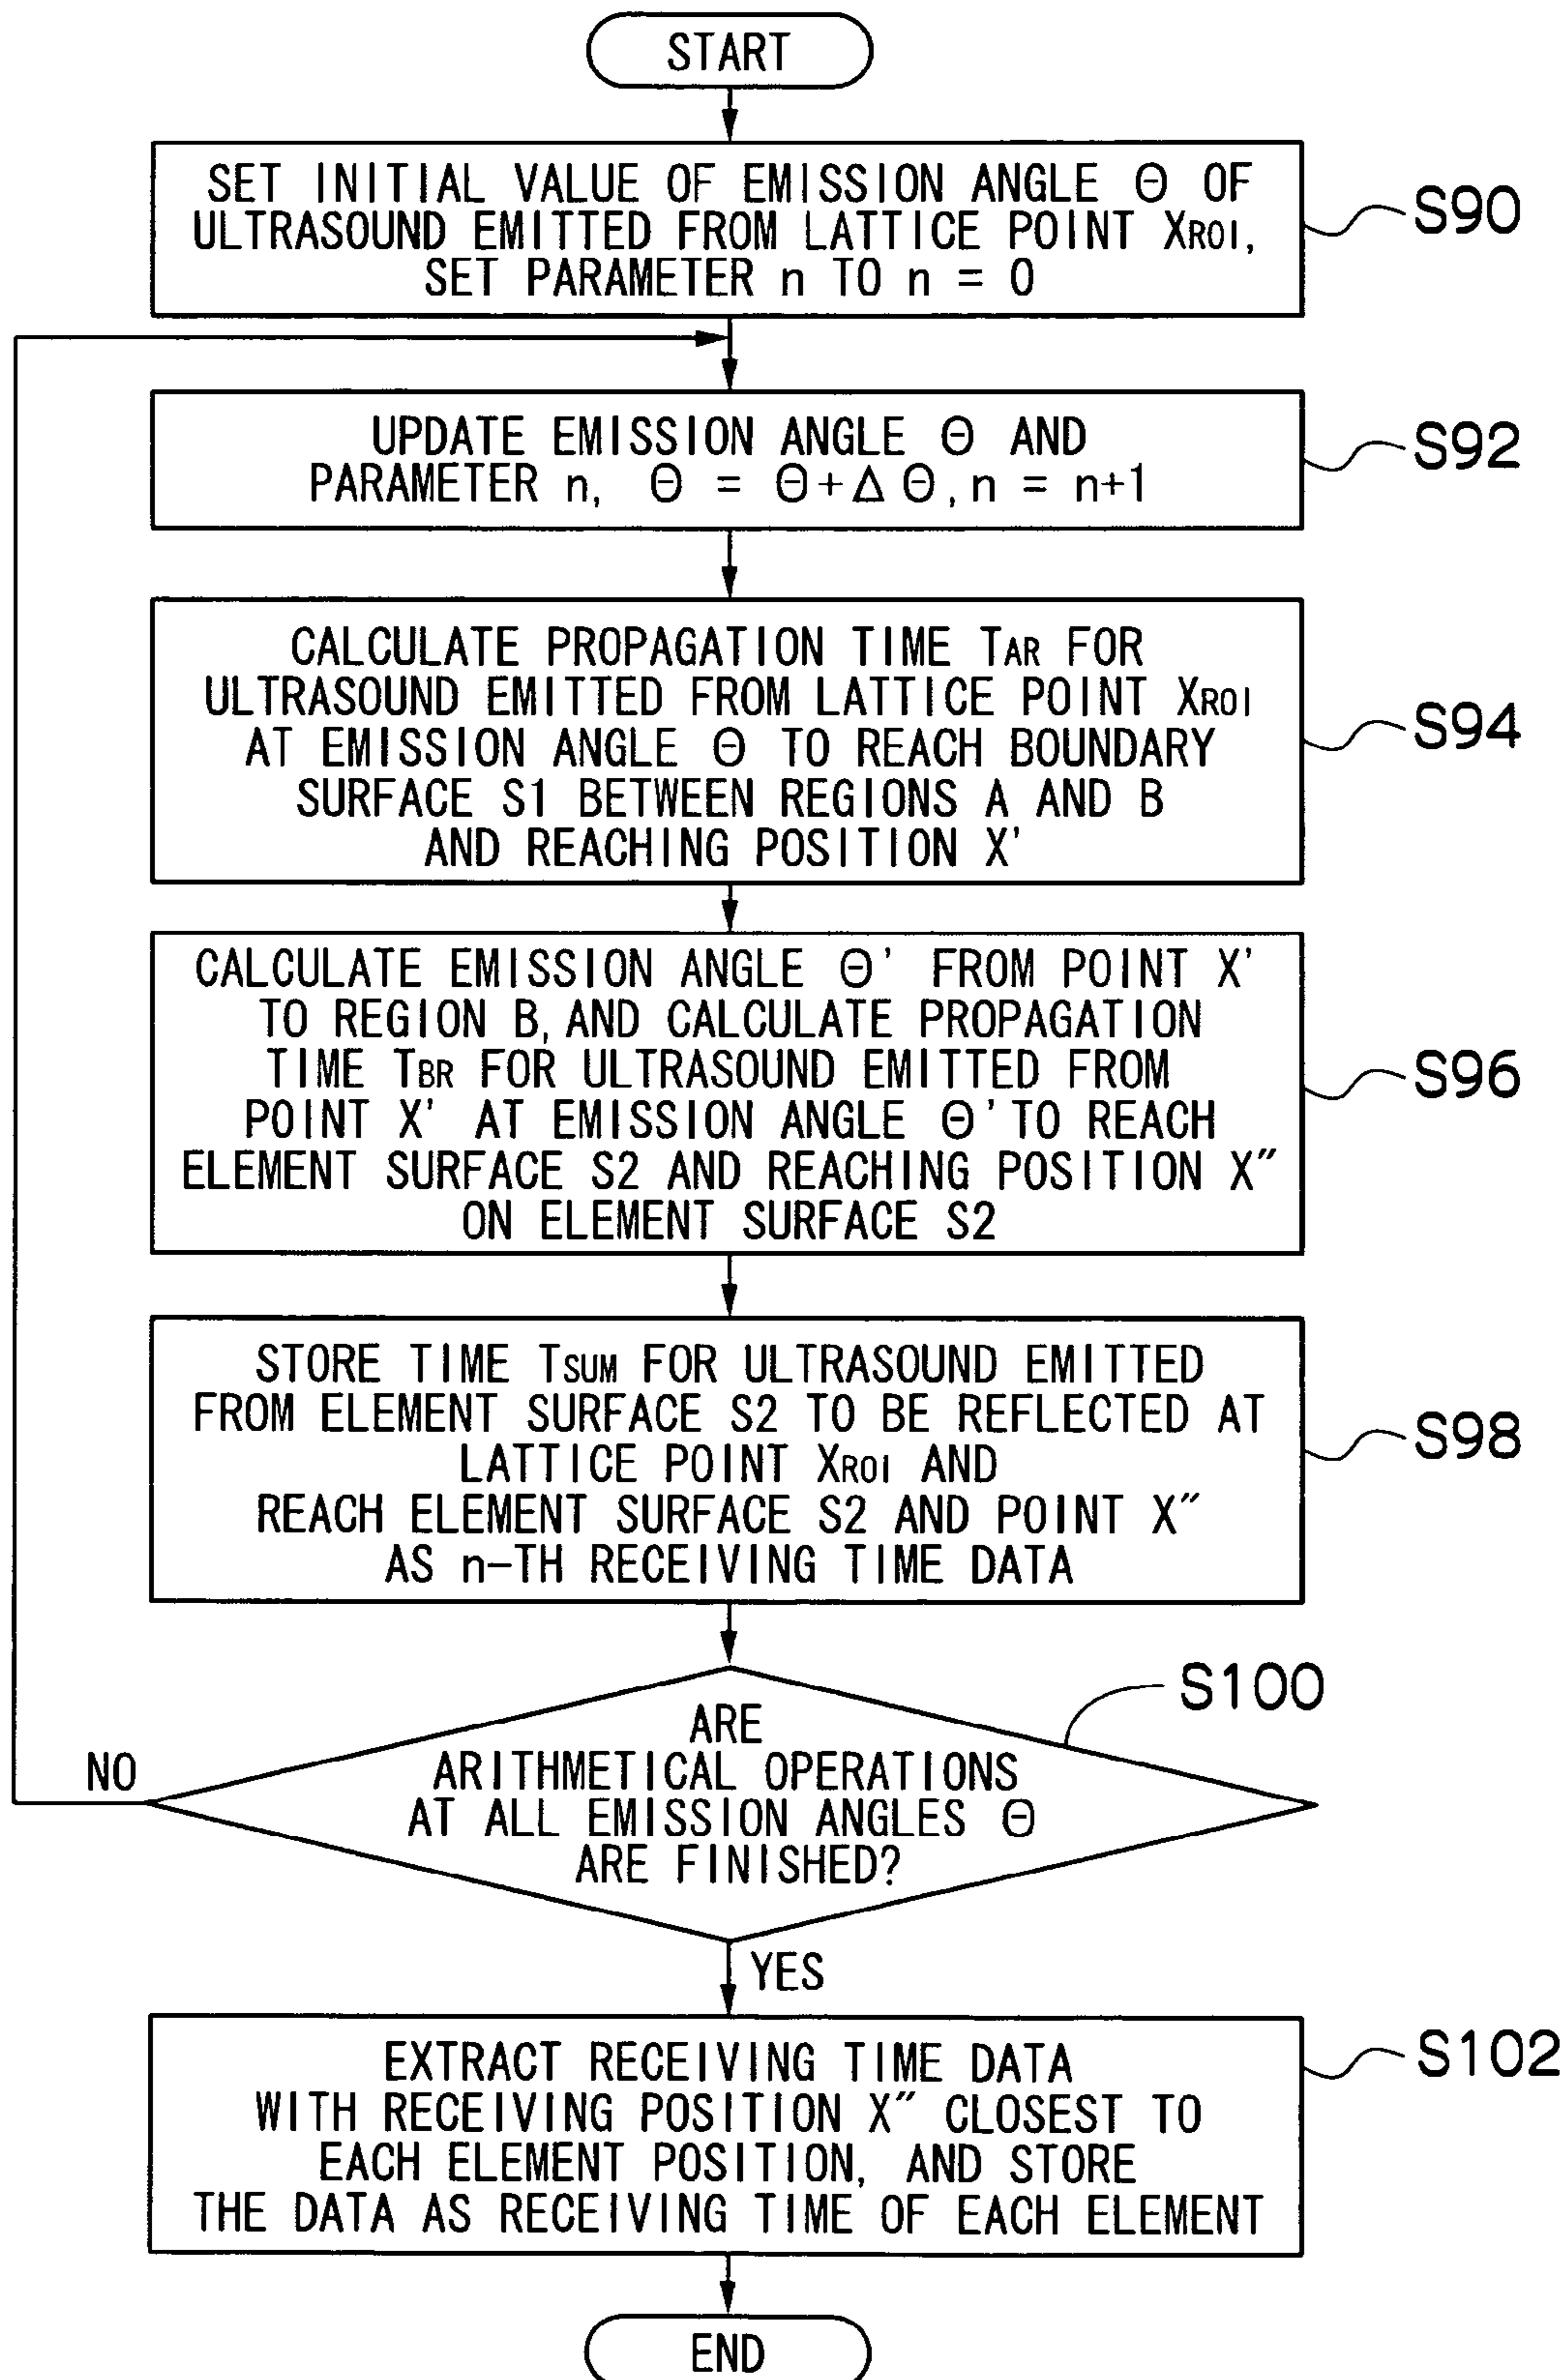 START
SET INITIAL VALUE OF EMISSION ANGLE Θ OF
ULTRASOUND EMITTED FROM LATTICE POINT XROI,
SET PARAMETER n TO n = 0
S90
UPDATE EMISSION ANGLE Θ AND
PARAMETER n, Θ = Θ+Δ Θ, n = n+1
S92
CALCULATE PROPAGATION TIME TAR FOR
ULTRASOUND EMITTED FROM LATTICE POINT XROI
AT EMISSION ANGLE Θ TO REACH BOUNDARY
SURFACE S1 BETWEEN REGIONS A AND B
AND REACHING POSITION X'
S94
CALCULATE EMISSION ANGLE Θ' FROM POINT X'
TO REGION B, AND CALCULATE PROPAGATION
TIME TBR FOR ULTRASOUND EMITTED FROM
POINT X' AT EMISSION ANGLE Θ' TO REACH
ELEMENT SURFACE S2 AND REACHING POSITION X″
ON ELEMENT SURFACE S2
S96
STORE TIME TSUM FOR ULTRASOUND EMITTED
FROM ELEMENT SURFACE S2 TO BE REFLECTED AT
LATTICE POINT XROI AND
REACH ELEMENT SURFACE S2 AND POINT X″
AS n-TH RECEIVING TIME DATA
S98
S100
ARE
ARITHMETICAL OPERATIONS
AT ALL EMISSION ANGLES Θ
ARE FINISHED?
NO
YES
EXTRACT RECEIVING TIME DATA
WITH RECEIVING POSITION X″ CLOSEST TO
EACH ELEMENT POSITION, AND STORE
THE DATA AS RECEIVING TIME OF EACH ELEMENT
S102
END